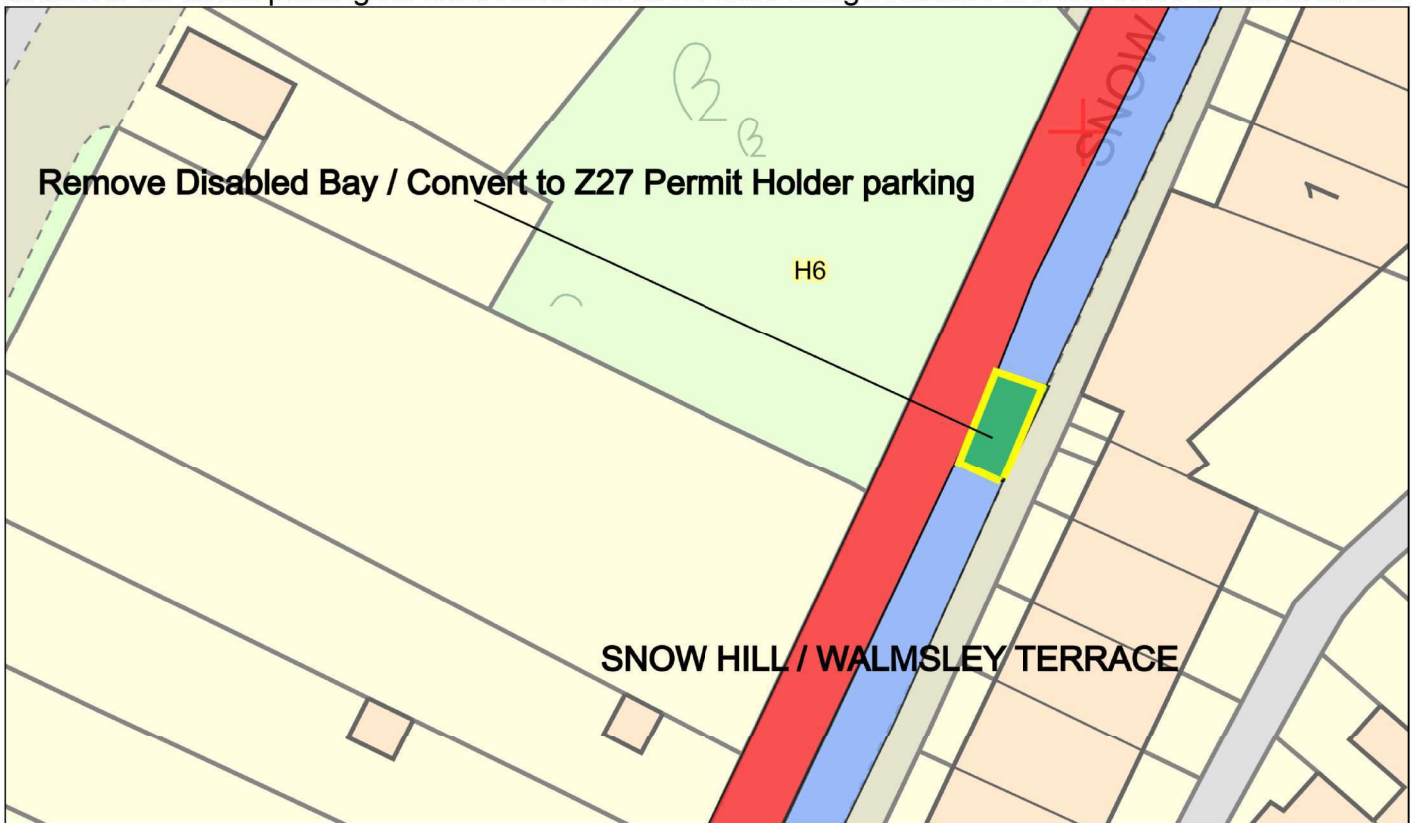 Remove Disabled Bay / Convert to Z27 Permit Holder parking
SNOW
1
H6
SNOW HILL / WALMSLEY TERRACE